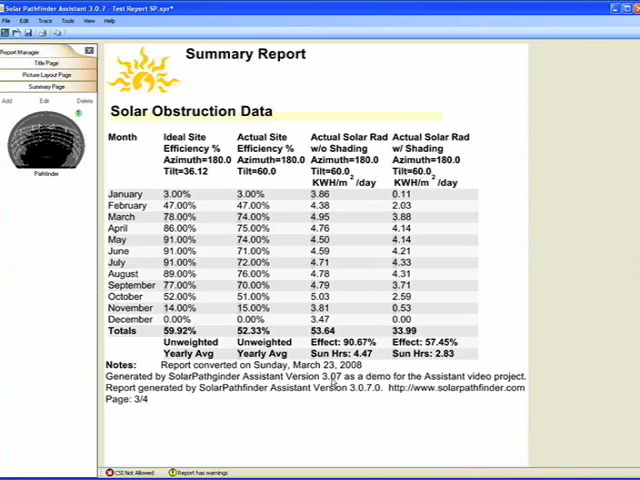 Solar Pathfinder Assistant 3.0.7 - Test Report SP.xpr*
File Edit Trace Tools View Help
Report Manager
Title Page
Picture Layout Page
Summary Page
Add Edit Delete
Pathfinder
Summary Report
Solar Obstruction Data
Month Ideal Site Efficiency % Azimuth=180.0 Tilt=36.12 Actual Site Efficiency % Azimuth=180.0 Tilt=60.0 Actual Solar Rad w/o Shading Azimuth=180.0 Tilt=60.0 KWH/m2/day Actual Solar Rad w/ Shading Azimuth=180.0 Tilt=60.0 KWH/m2/day
January 3.00% 3.00% 3.86 0.11
February 47.00% 47.00% 4.38 2.03
March 78.00% 74.00% 4.95 3.88
April 86.00% 75.00% 4.76 4.14
May 91.00% 74.00% 4.50 4.14
June 91.00% 71.00% 4.59 4.21
July 91.00% 72.00% 4.71 4.33
August 89.00% 76.00% 4.78 4.31
September 77.00% 70.00% 4.79 3.71
October 52.00% 51.00% 5.03 2.59
November 14.00% 15.00% 3.81 0.53
December 0.00% 0.00% 3.47 0.00
Totals 59.92% 52.33% 53.64 33.99
Unweighted Unweighted Effect: 90.67% Effect: 57.45%
Yearly Avg Yearly Avg Sun Hrs: 4.47 Sun Hrs: 2.83
Notes: Report converted on Sunday, March 23, 2008
Generated by SolarPathginder Assistant Version 3.07 as a demo for the Assistant video project.
Report generated by SolarPathfinder Assistant Version 3.0.7.0. http://www.solarpathfinder.com
Page: 3/4
CSI Not Allowed Report has warnings